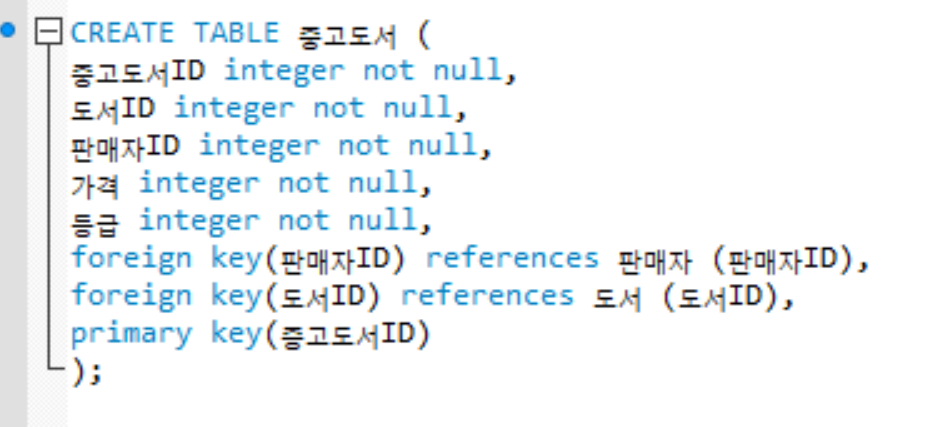 CREATE TABLE 중고도서 (
중고도서ID integer not null,
도서ID integer not null,
판매자ID integer not null,
가격 integer not null,
등급 integer not null,
foreign key(판매자ID) references 판매자 (판매자ID),
foreign key(도서ID) references 도서 (도서ID),
primary key(중고도서ID)
);